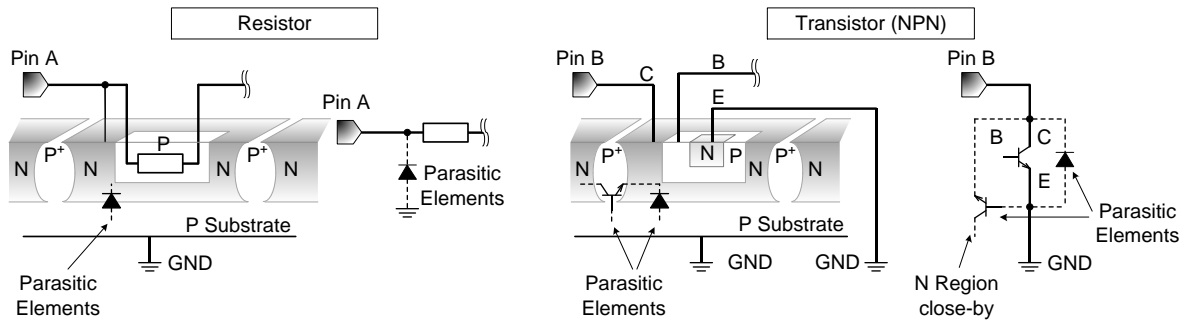 Resistor
Transistor (NPN)
Pin A
Pin A
Pin B
Pin B
C
B
E
N
P+
N
P
P+
N
N
P+
N
N
P
P+
N
B
C
E
Parasitic
Elements
P Substrate
P Substrate
Parasitic
Elements
GND
Parasitic
Elements
GND
GND
Parasitic
Elements
N Region
close-by
GND